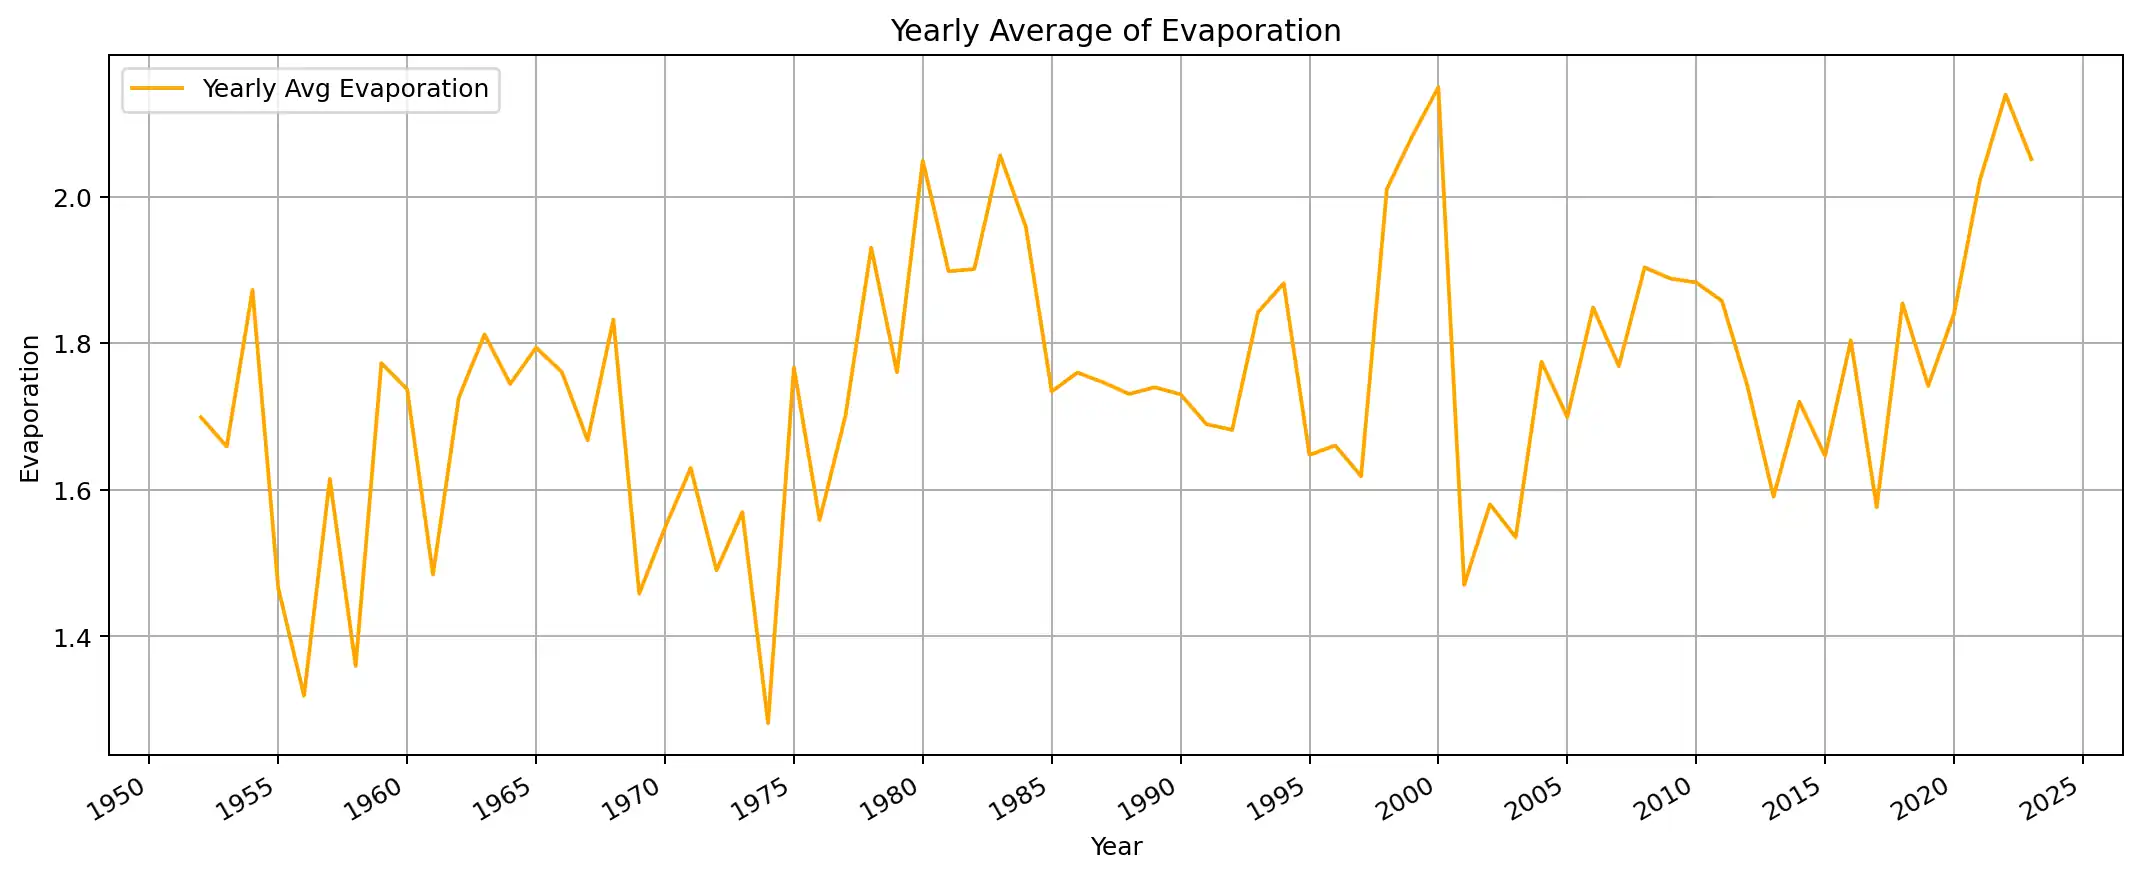 Yearly Average of Evaporation
Yearly Avg Evaporation
Evaporation
2.0
1.8
1.6
1.4
1950 1955 1960 1965 1970 1975 1980 1985 1990 1995 2000 2005 2010 2015 2020 2025
Year